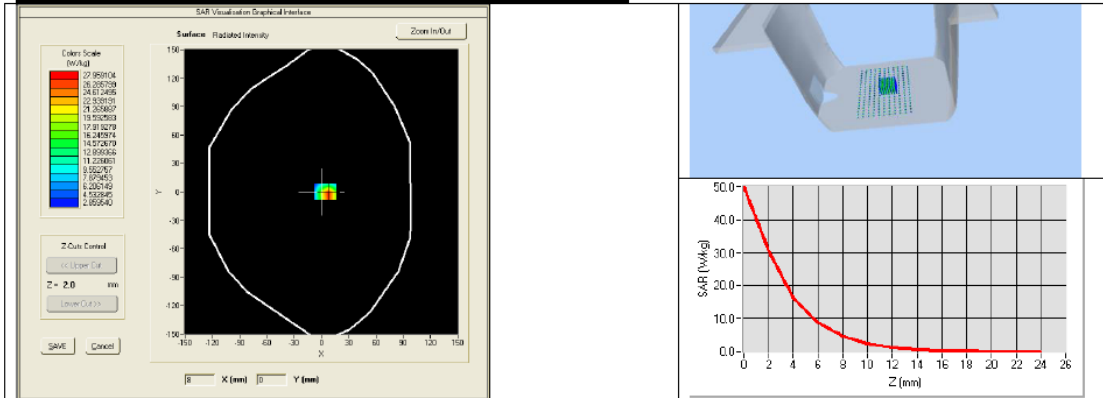 SAR Visualisation Graphical Interface
Surface Radiated Intensity
Zoom In/Out
Colors Scale
(W/kg)
27.959104
26.285799
24.612495
22.939191
21.265887
19.592583
17.919279
16.245974
14.572670
12.899366
11.226061
9.552757
7.879453
6.206149
4.532845
2.859540
Z-Cuts Control
<< Upper Cut
Z = 2.0 mm
Lower Cut >>
SAVE Cancel
150
120
90
60
30
0
-30
-60
-90
-120
-150
Y
-150 -120 -90 -60 -30 0 30 60 90 120 150
X
8 X (mm) 0 Y (mm)
50.0
40.0
30.0
20.0
10.0
0.0
SAR (W/kg)
0 2 4 6 8 10 12 14 16 18 20 22 24 26
Z (mm)